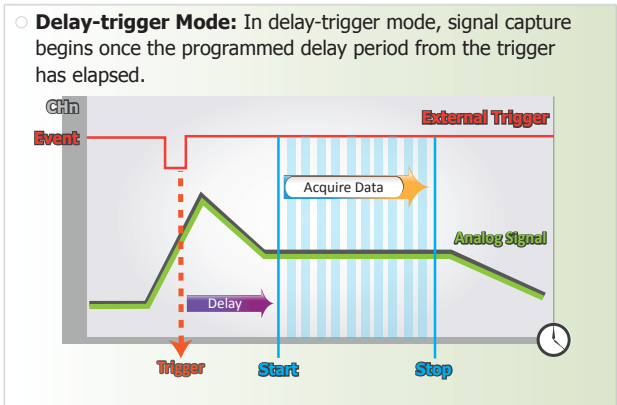 Delay-trigger Mode: In delay-trigger mode, signal capture
begins once the programmed delay period from the trigger
has elapsed.
CHn
External Trigger
Event
Acquire Data
Analog Signal
Delay
Trigger
Start
Stop